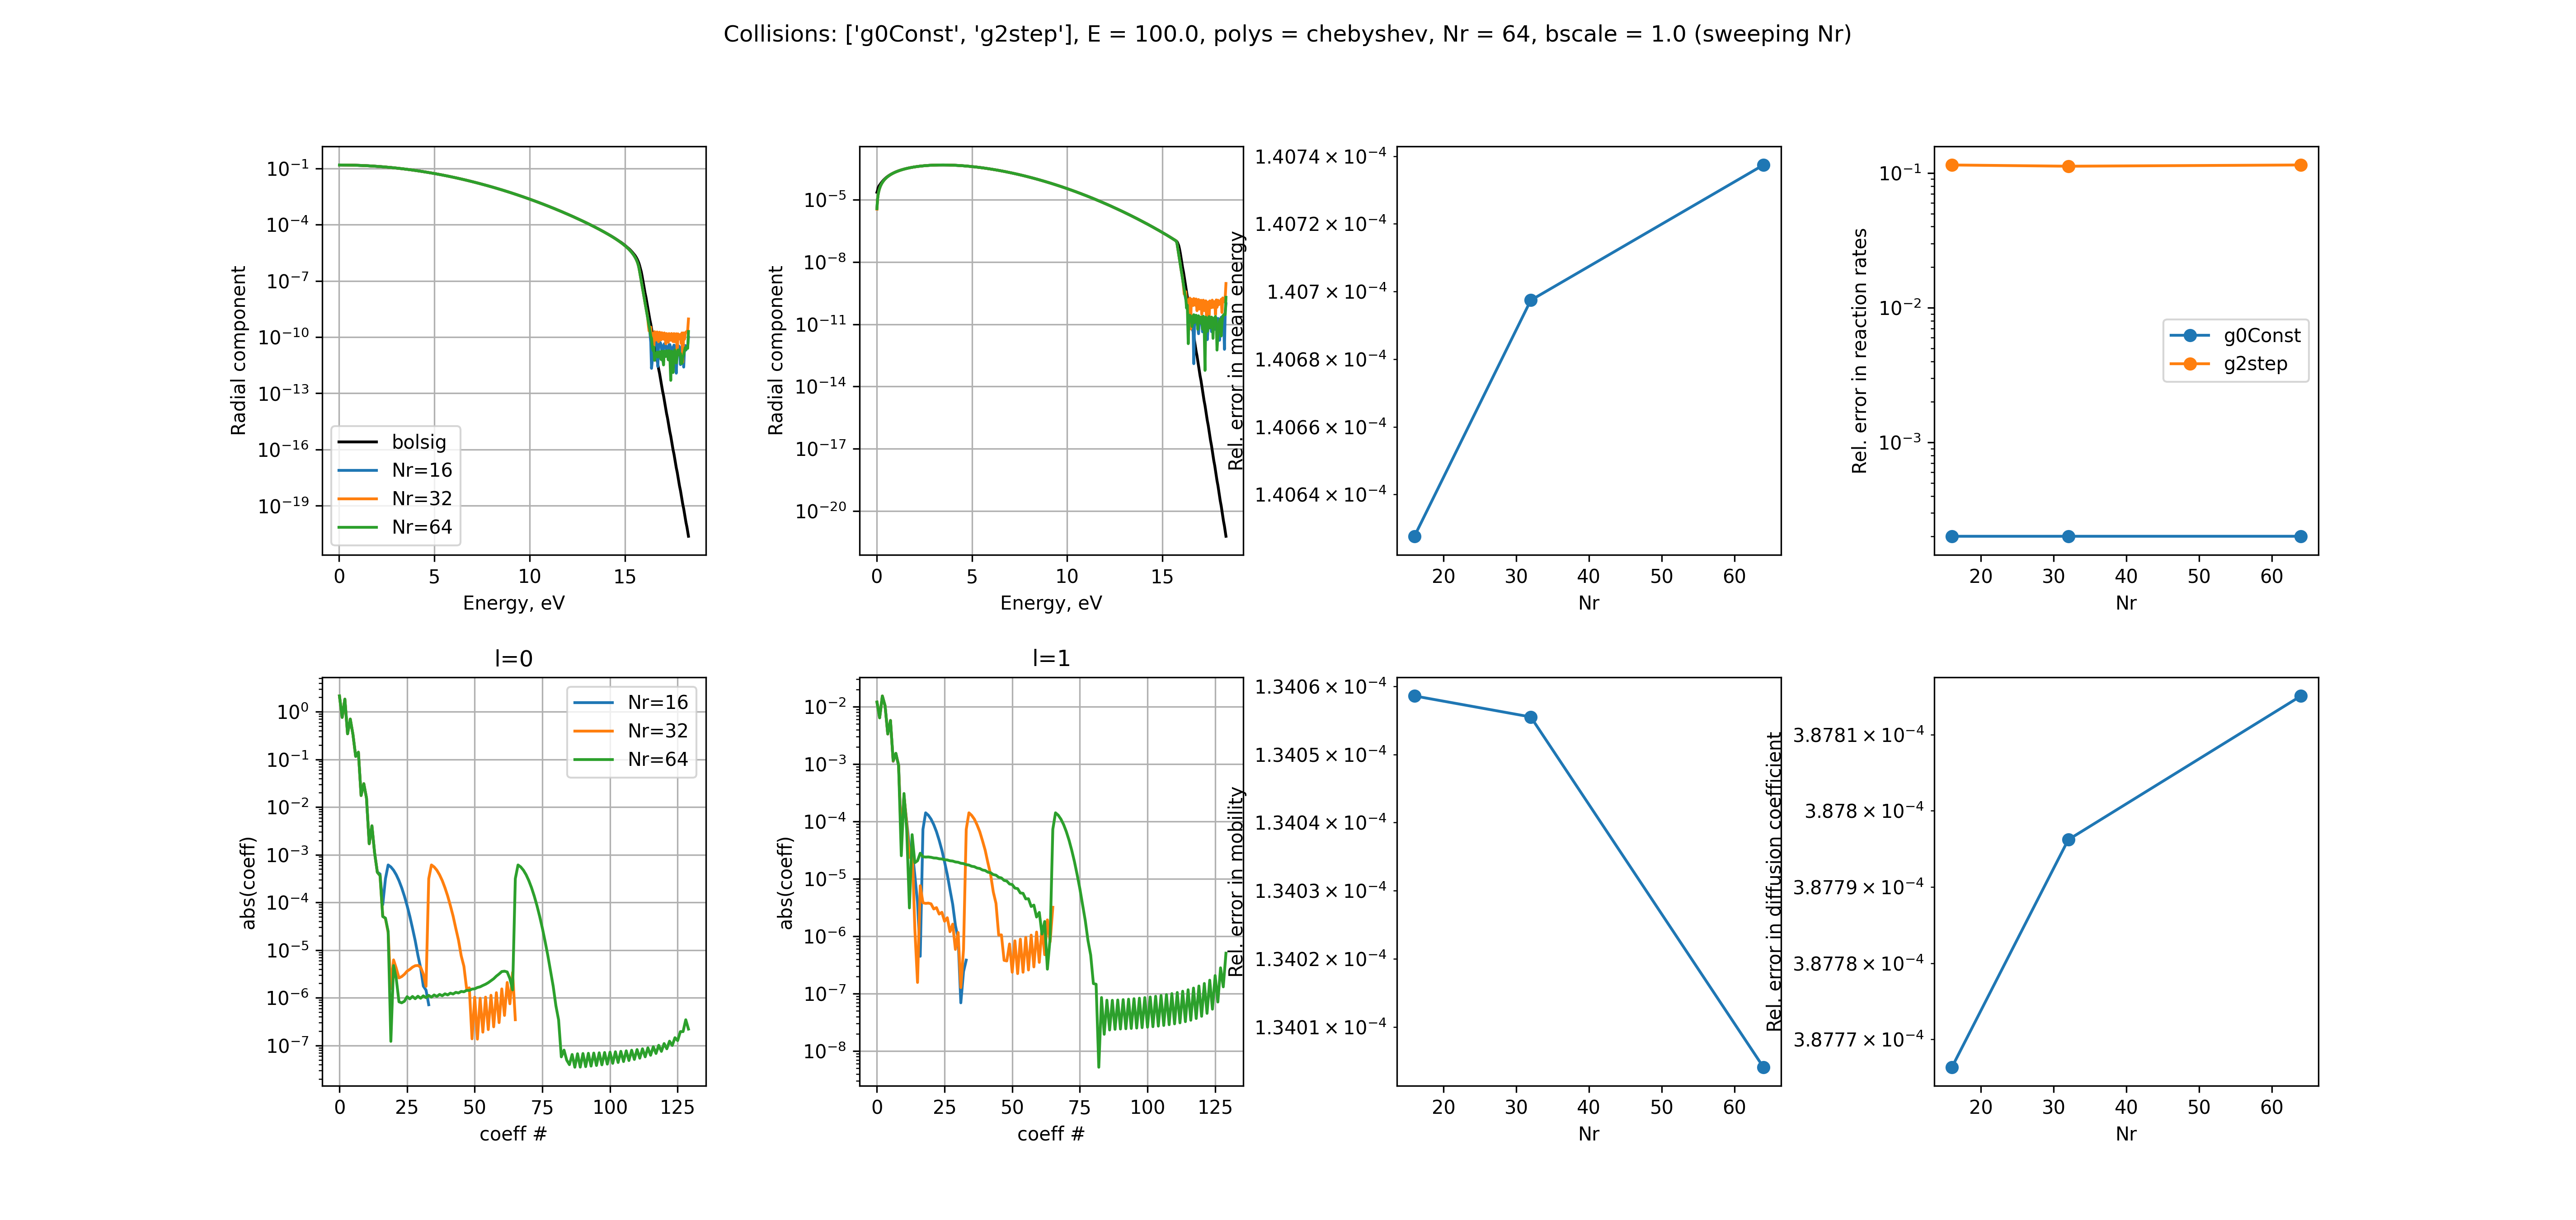 Collisions: ['g0Const', 'g2step'], E = 100.0, polys = chebyshev, Nr = 64, bscale = 1.0 (sweeping Nr)
Radial component
10⁻¹
10⁻⁴
10⁻⁷
10⁻¹⁰
10⁻¹³
10⁻¹⁶
10⁻¹⁹
bolsig
Nr=16
Nr=32
Nr=64
0 5 10 15
Energy, eV
Radial component
10⁻⁵
10⁻⁸
10⁻¹¹
10⁻¹⁴
10⁻¹⁷
10⁻²⁰
0 5 10 15
Energy, eV
Rel. error in mean energy
1.4074 × 10⁻⁴
1.4072 × 10⁻⁴
1.407 × 10⁻⁴
1.4068 × 10⁻⁴
1.4066 × 10⁻⁴
1.4064 × 10⁻⁴
20 30 40 50 60
Nr
Rel. error in reaction rates
10⁻¹
10⁻²
10⁻³
g0Const
g2step
20 30 40 50 60
Nr
l=0
abs(coeff)
10⁰
10⁻¹
10⁻²
10⁻³
10⁻⁴
10⁻⁵
10⁻⁶
10⁻⁷
Nr=16
Nr=32
Nr=64
0 25 50 75 100 125
coeff #
l=1
abs(coeff)
10⁻²
10⁻³
10⁻⁴
10⁻⁵
10⁻⁶
10⁻⁷
10⁻⁸
0 25 50 75 100 125
coeff #
Rel. error in mobility
1.3406 × 10⁻⁴
1.3405 × 10⁻⁴
1.3404 × 10⁻⁴
1.3403 × 10⁻⁴
1.3402 × 10⁻⁴
1.3401 × 10⁻⁴
20 30 40 50 60
Nr
Rel. error in diffusion coefficient
3.8781 × 10⁻⁴
3.878 × 10⁻⁴
3.8779 × 10⁻⁴
3.8778 × 10⁻⁴
3.8777 × 10⁻⁴
20 30 40 50 60
Nr